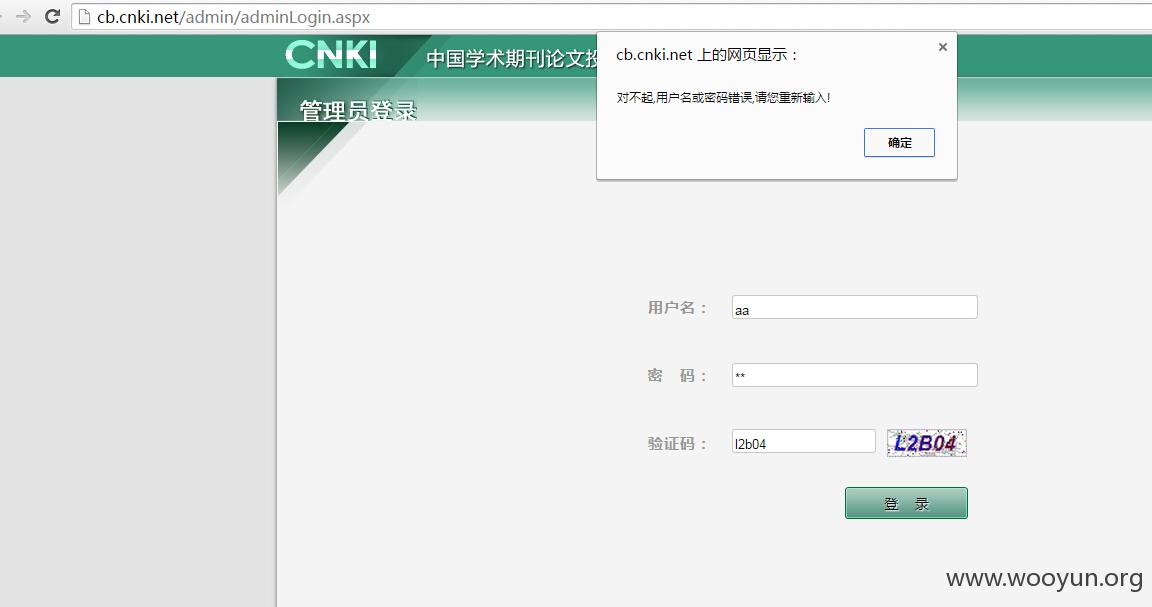 cb.cnki.net/admin/adminLogin.aspx
CNKI 中国学术期刊论文投
cb.cnki.net 上的网页显示：
×
对不起,用户名或密码错误,请您重新输入!
确定
管理员登录
用户名： aa
密 码： **
验证码： l2b04 L2B04
登 录
www.wooyun.org